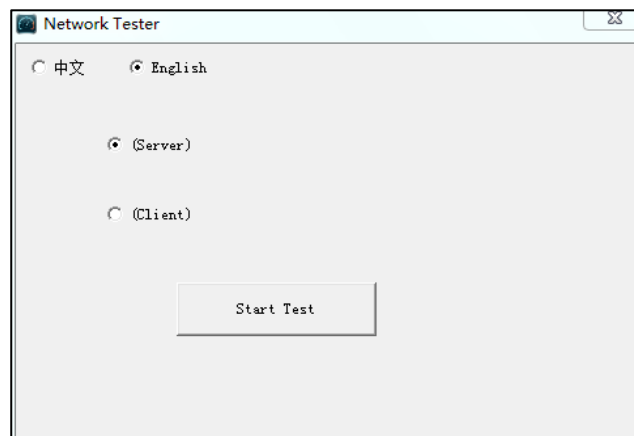 Network Tester
中文 English
(Server)
(Client)
Start Test